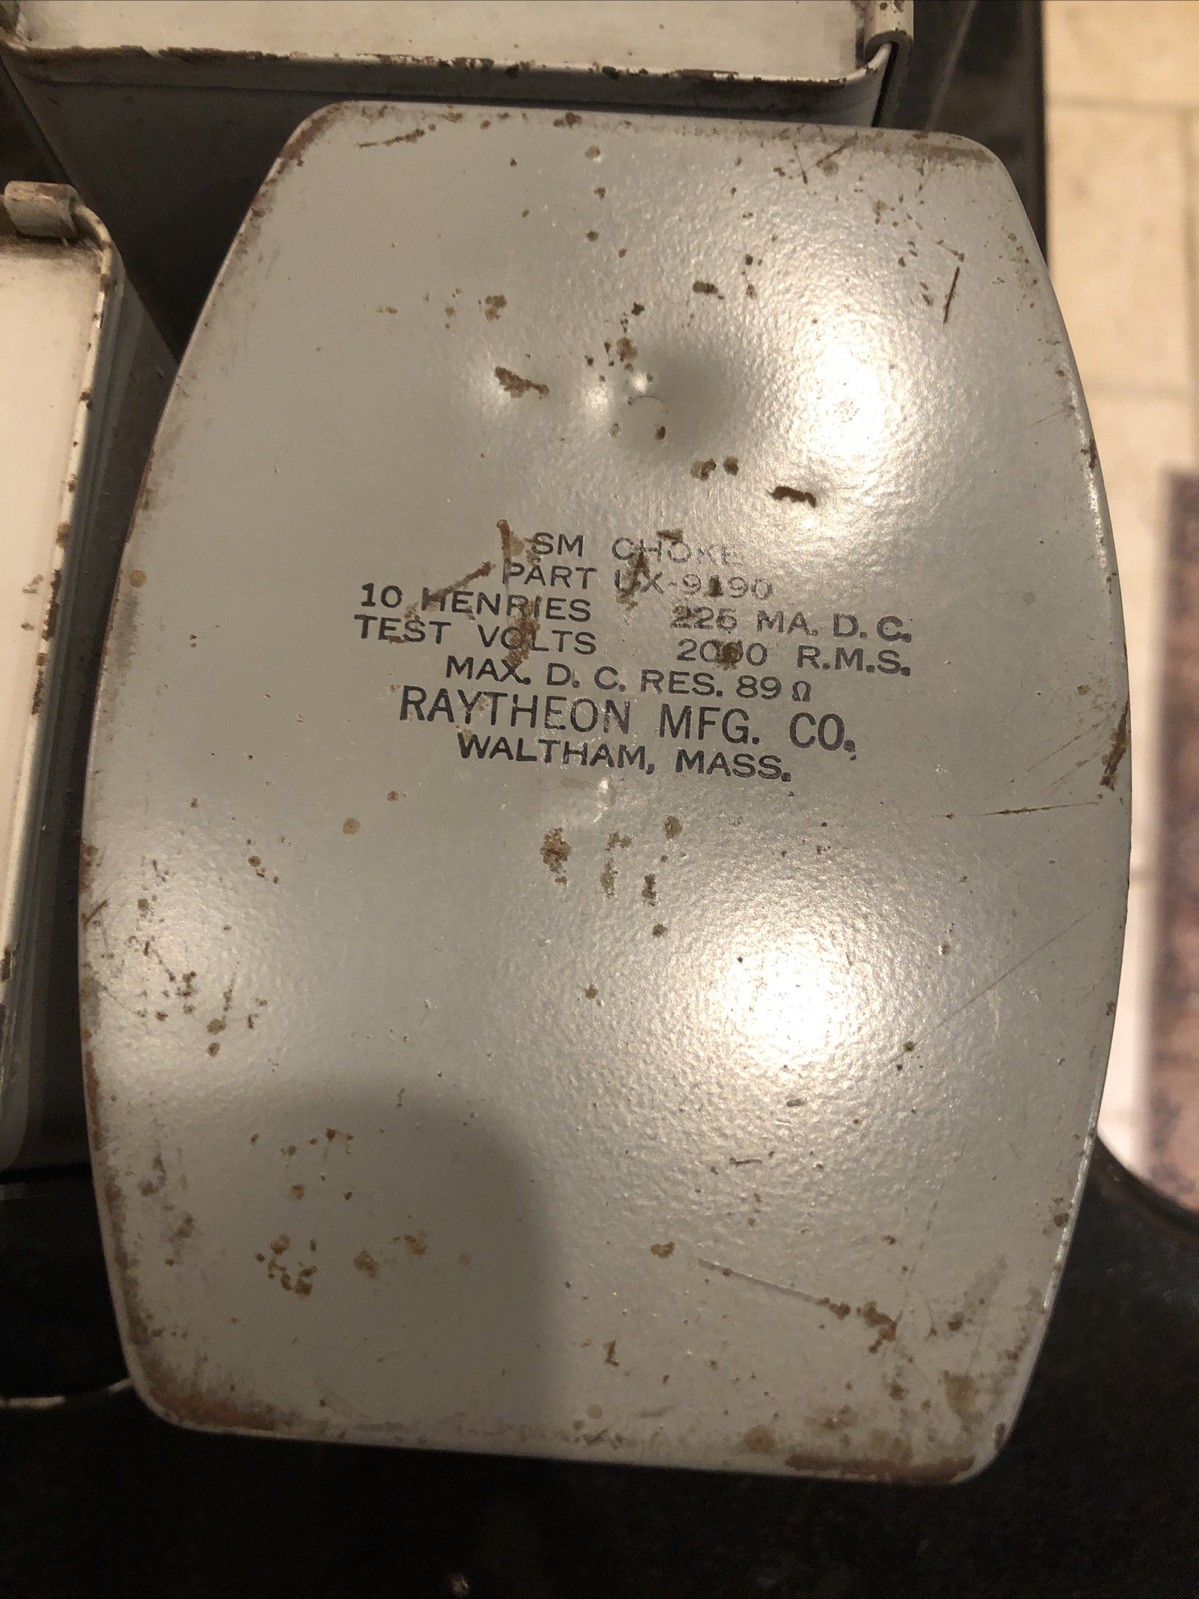 SM CHOKE
PART UX-9190
10 HENRIES 225 MA. D.C.
TEST VOLTS 2000 R.M.S.
MAX. D. C. RES. 89 Ω
RAYTHEON MFG. CO.
WALTHAM, MASS.